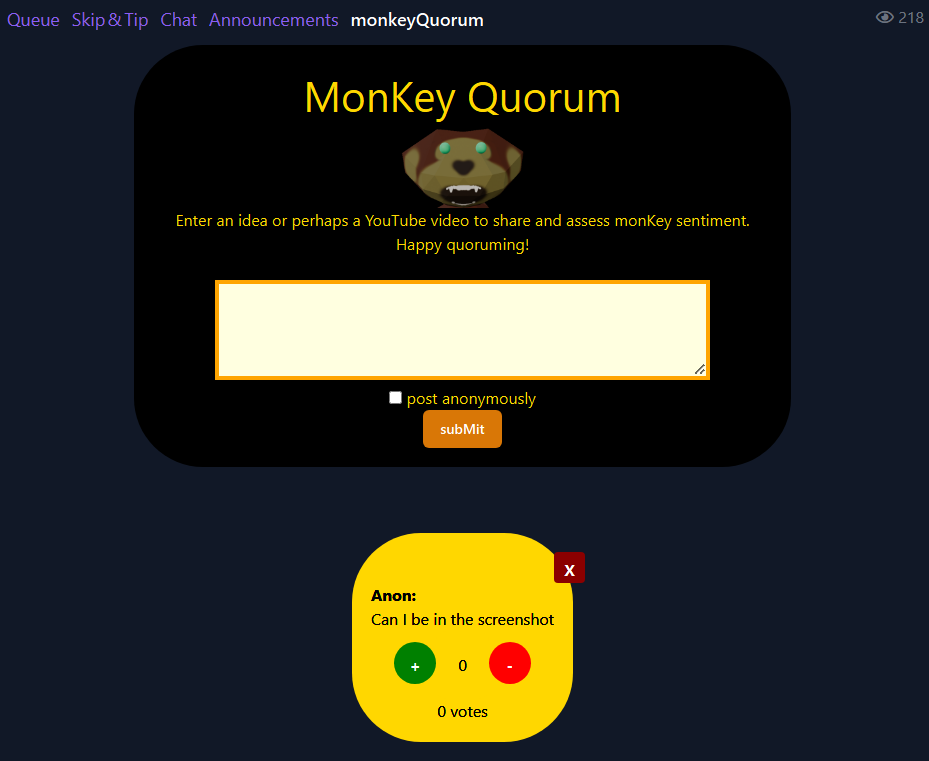 Queue Skip & Tip Chat Announcements monkeyQuorum 218
MonKey Quorum
Enter an idea or perhaps a YouTube video to share and assess monKey sentiment.
Happy quoruming!
post anonymously
subMit
X
Anon:
Can I be in the screenshot
+ 0 -
0 votes